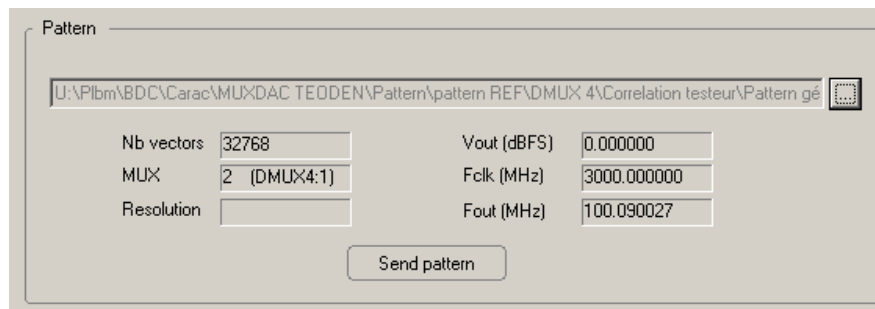 Pattern
U:\Plbm\BDC\Carac\MUXDAC TEODEN\Pattern\pattern REF\DMUX 4\Correlation testeur\Pattern gé
...
Nb vectors 32768 Vout (dBFS) 0.000000
MUX 2 (DMUX4:1) Fclk (MHz) 3000.000000
Resolution Fout (MHz) 100.090027
Send pattern